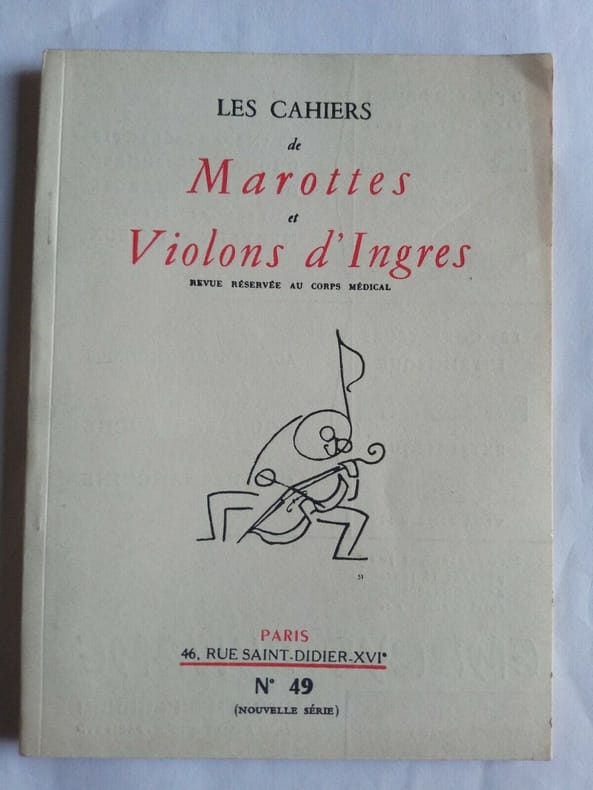 LES CAHIERS
de
Marottes
et
Violons d'Ingres
REVUE RÉSERVÉE AU CORPS MÉDICAL
51
PARIS
46, RUE SAINT-DIDIER-XVIᵉ
N° 49
(NOUVELLE SÉRIE)